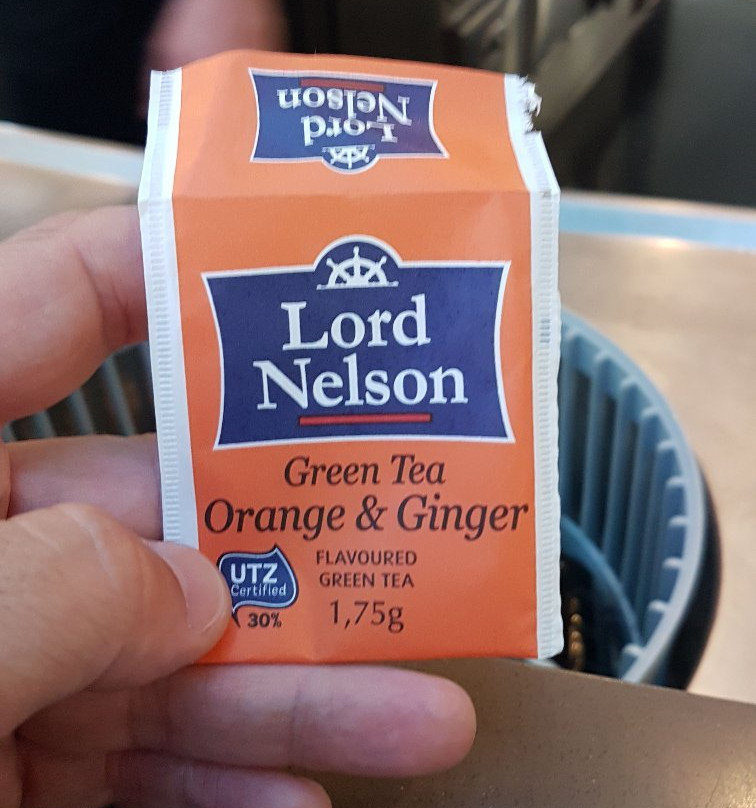 Lord
Nelson
Lord
Nelson
Green Tea
Orange & Ginger
UTZ
Certified
30%
FLAVOURED
GREEN TEA
1,75g